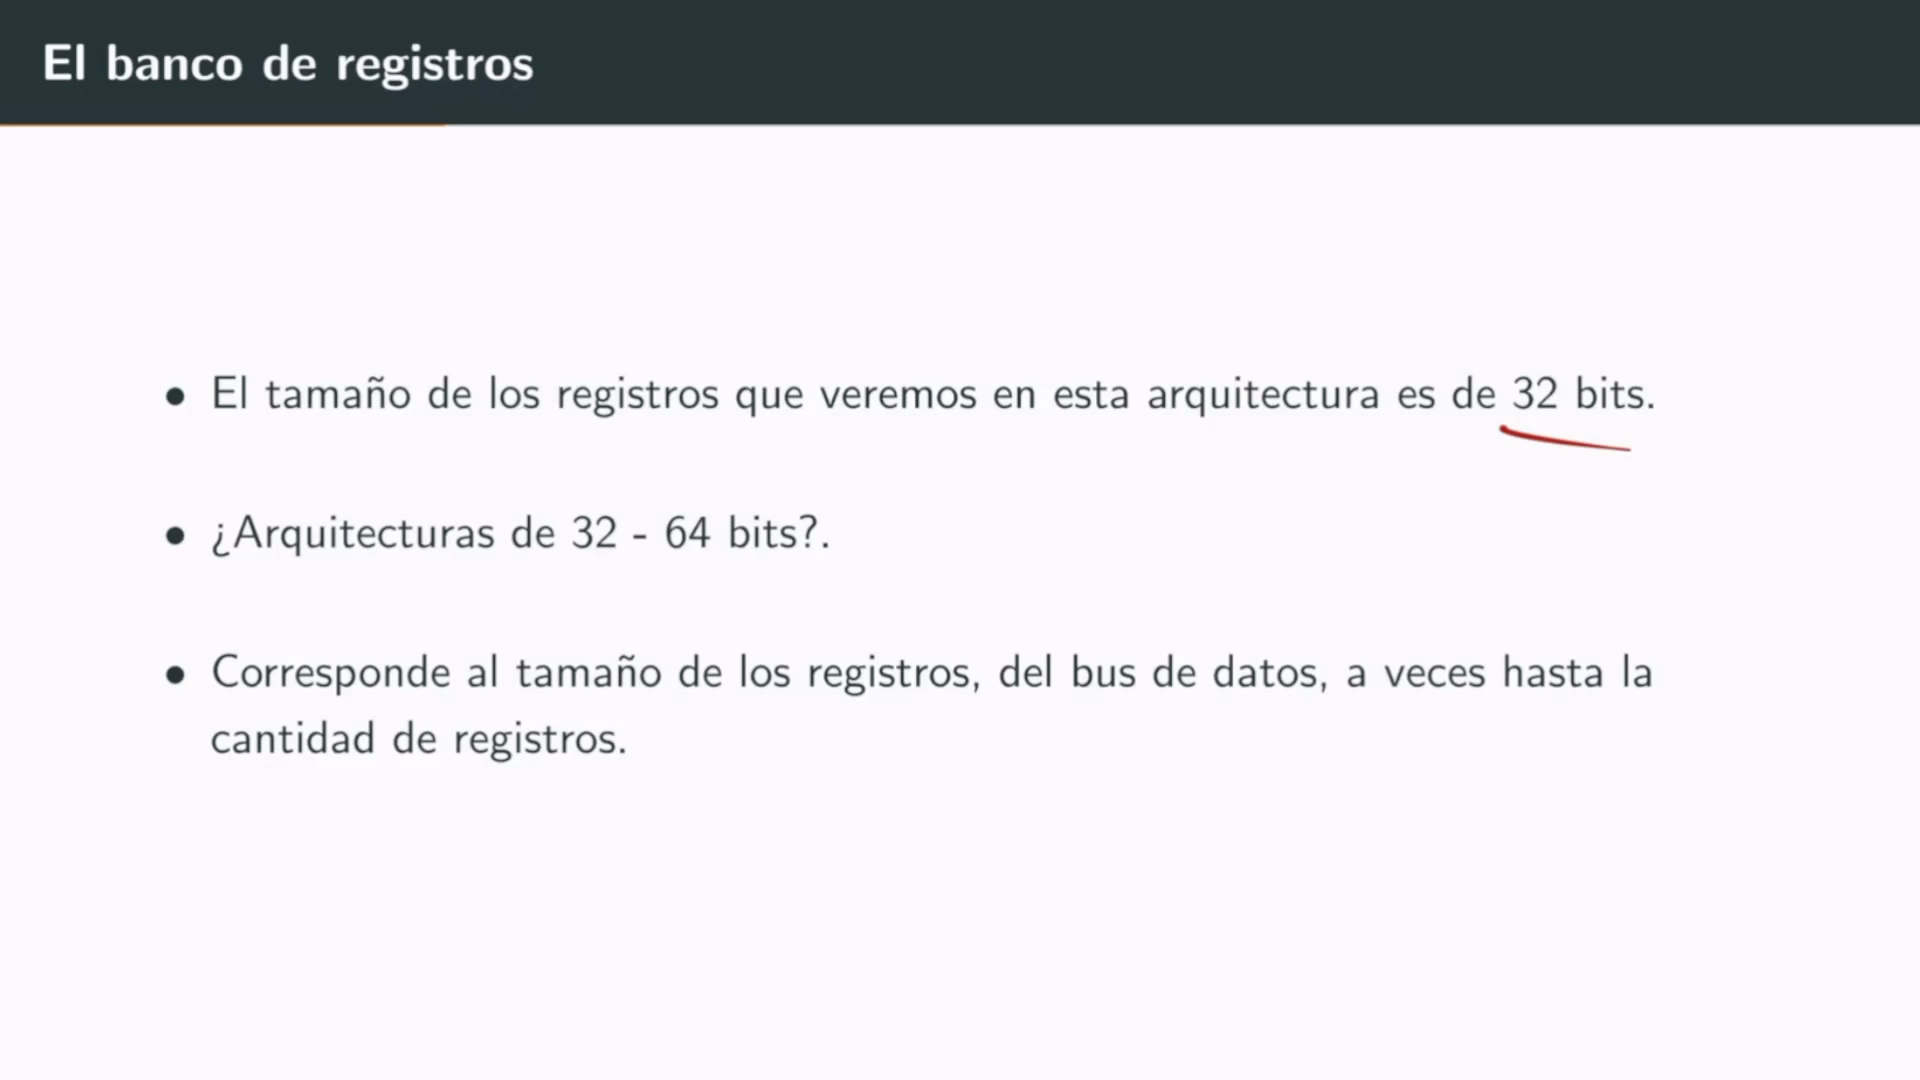 El banco de registros
• El tamaño de los registros que veremos en esta arquitectura es de 32 bits.
• ¿Arquitecturas de 32 - 64 bits?.
• Corresponde al tamaño de los registros, del bus de datos, a veces hasta la
cantidad de registros.